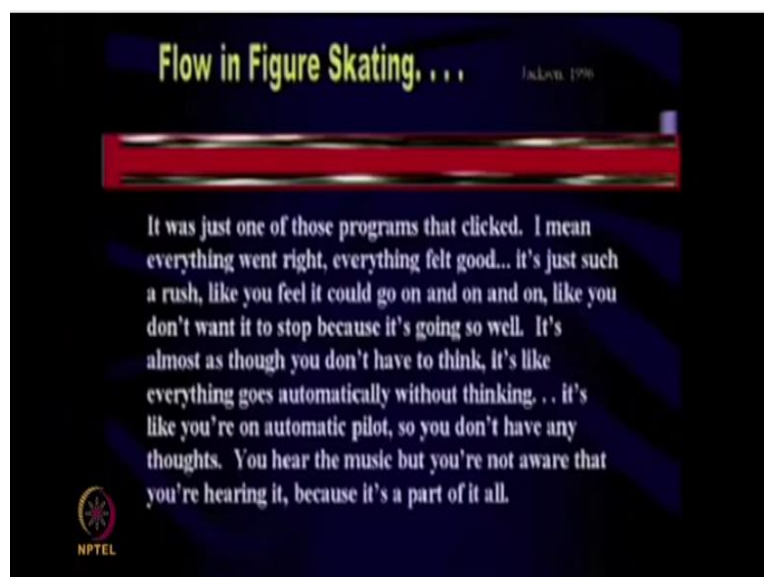 Flow in Figure Skating. . . .
Jackson, 1996
It was just one of those programs that clicked. I mean
everything went right, everything felt good... it's just such
a rush, like you feel it could go on and on and on, like you
don't want it to stop because it's going so well. It's
almost as though you don't have to think, it's like
everything goes automatically without thinking. . . it's
like you're on automatic pilot, so you don't have any
thoughts. You hear the music but you're not aware that
you're hearing it, because it's a part of it all.
NPTEL